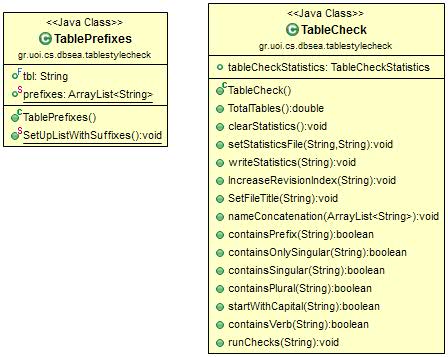 <<Java Class>>
TablePrefixes
gr.uoi.cs.dbsea.tablestylecheck
tbl: String
prefixes: ArrayList<String>
TablePrefixes()
SetUpListWithSuffixes():void
<<Java Class>>
TableCheck
gr.uoi.cs.dbsea.tablestylecheck
tableCheckStatistics: TableCheckStatistics
TableCheck()
TotalTables():double
clearStatistics():void
setStatisticsFile(String,String):void
writeStatistics(String):void
IncreaseRevisionIndex(String):void
SetFileTitle(String):void
nameConcatenation(ArrayList<String>):void
containsPrefix(String):boolean
containsOnlySingular(String):boolean
containsSingular(String):boolean
containsPlural(String):boolean
startWithCapital(String):boolean
containsVerb(String):boolean
runChecks(String):void